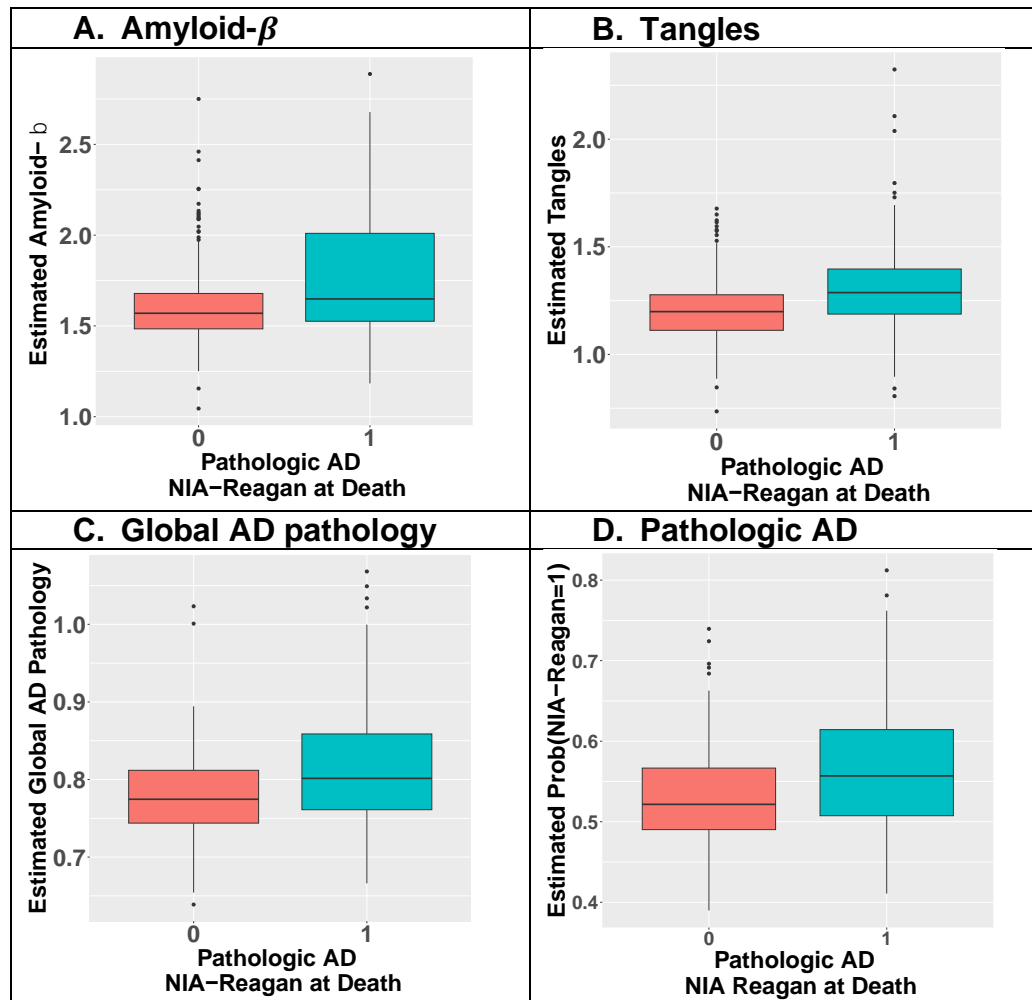 A. Amyloid-β
Estimated Amyloid− b
2.5
2.0
1.5
1.0
0 1
Pathologic AD
NIA−Reagan at Death
B. Tangles
Estimated Tangles
2.0
1.5
1.0
0 1
Pathologic AD
NIA−Reagan at Death
C. Global AD pathology
Estimated Global AD Pathology
1.0
0.9
0.8
0.7
0 1
Pathologic AD
NIA−Reagan at Death
D. Pathologic AD
Estimated Prob(NIA−Reagan=1)
0.8
0.7
0.6
0.5
0.4
0 1
Pathologic AD
NIA Reagan at Death